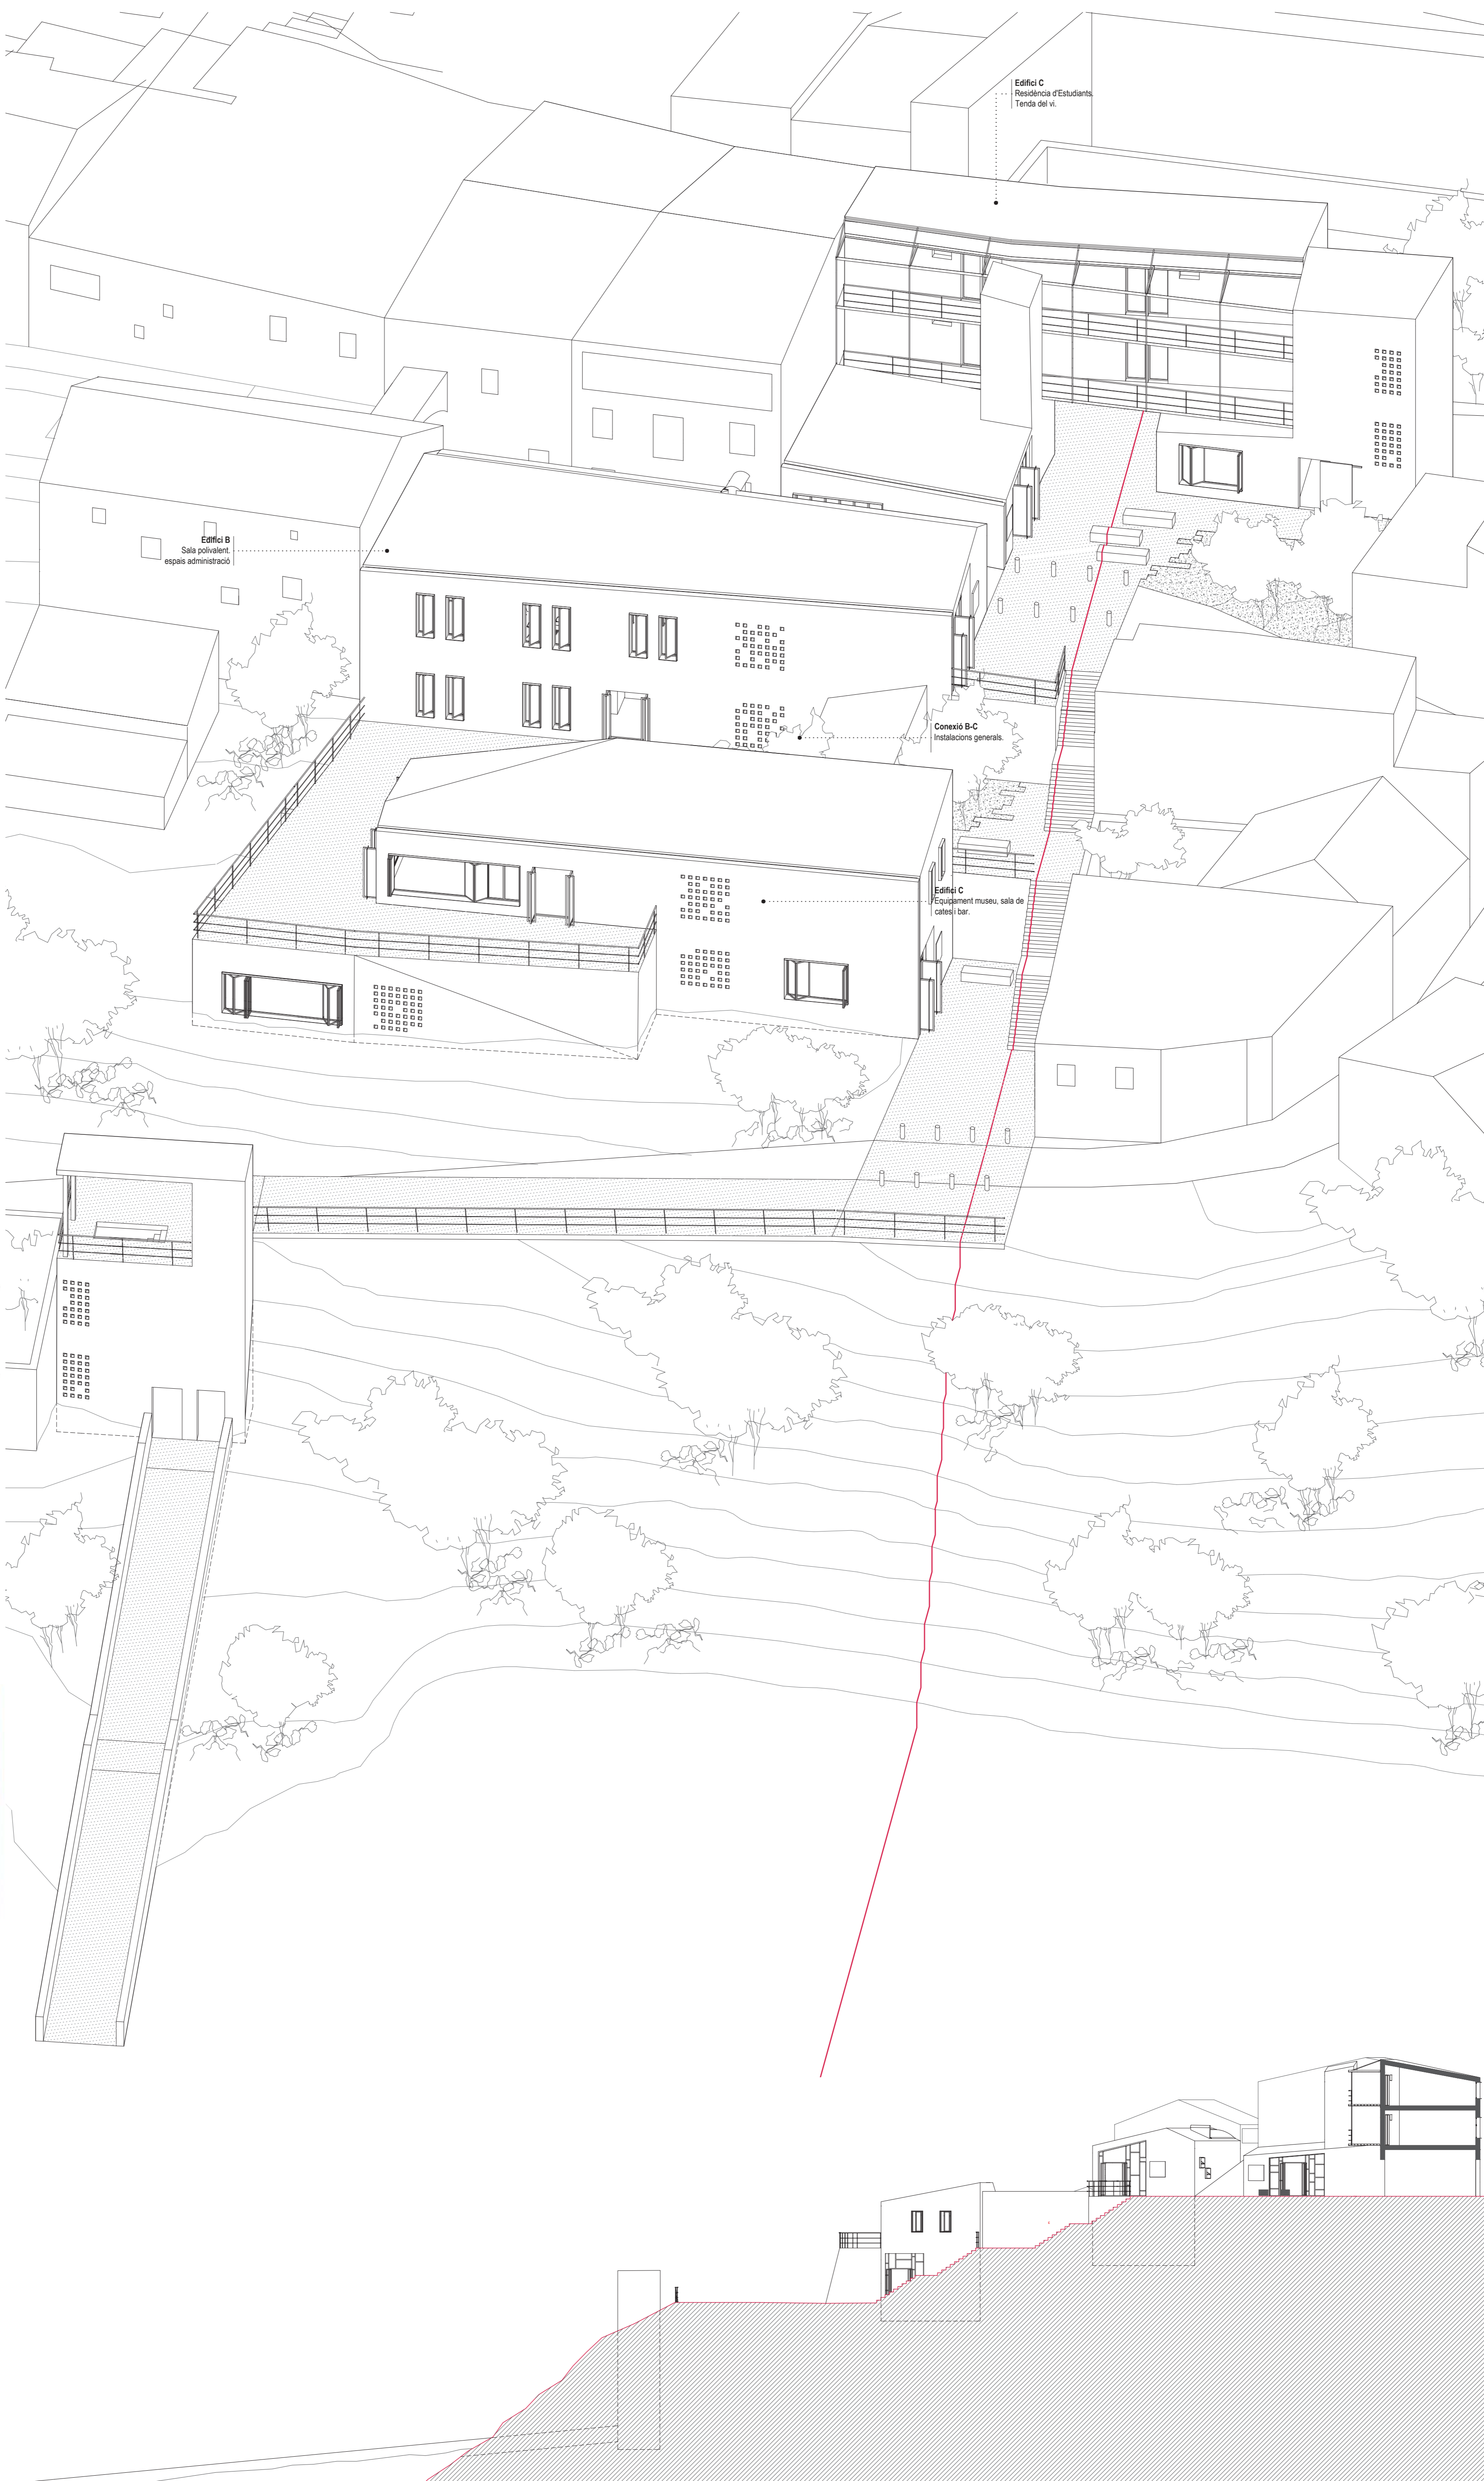 Edifici C
Residència d'Estudiants.
Tenda del vi.
Edifici B
Sala polivalent.
espais administració
Conexió B-C
Instalacions generals.
Edifici C
Equipament museu, sala de
cates i bar.